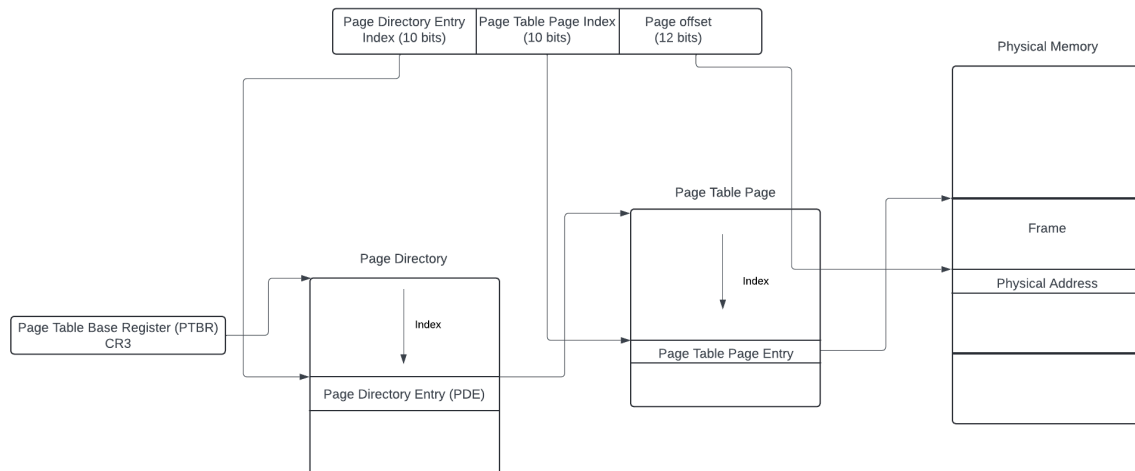 Page Directory Entry
Index (10 bits)
Page Table Page Index
(10 bits)
Page offset
(12 bits)
Physical Memory
Page Table Page
Frame
Page Directory
Index
Physical Address
Index
Page Table Base Register (PTBR)
CR3
Page Table Page Entry
Page Directory Entry (PDE)